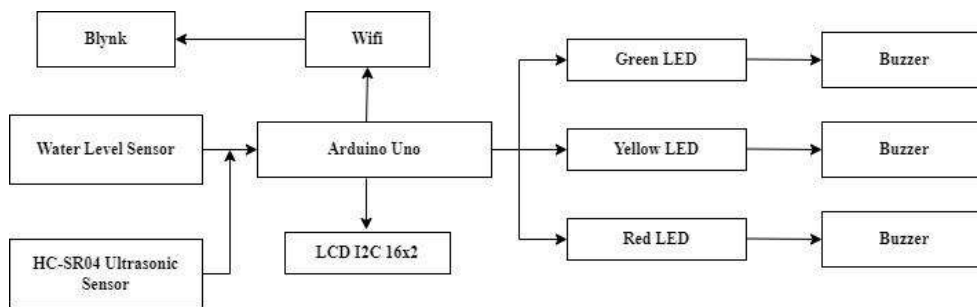 Blynk
Wifi
Green LED
Buzzer
Water Level Sensor
Arduino Uno
Yellow LED
Buzzer
HC-SR04 Ultrasonic
Sensor
LCD I2C 16x2
Red LED
Buzzer